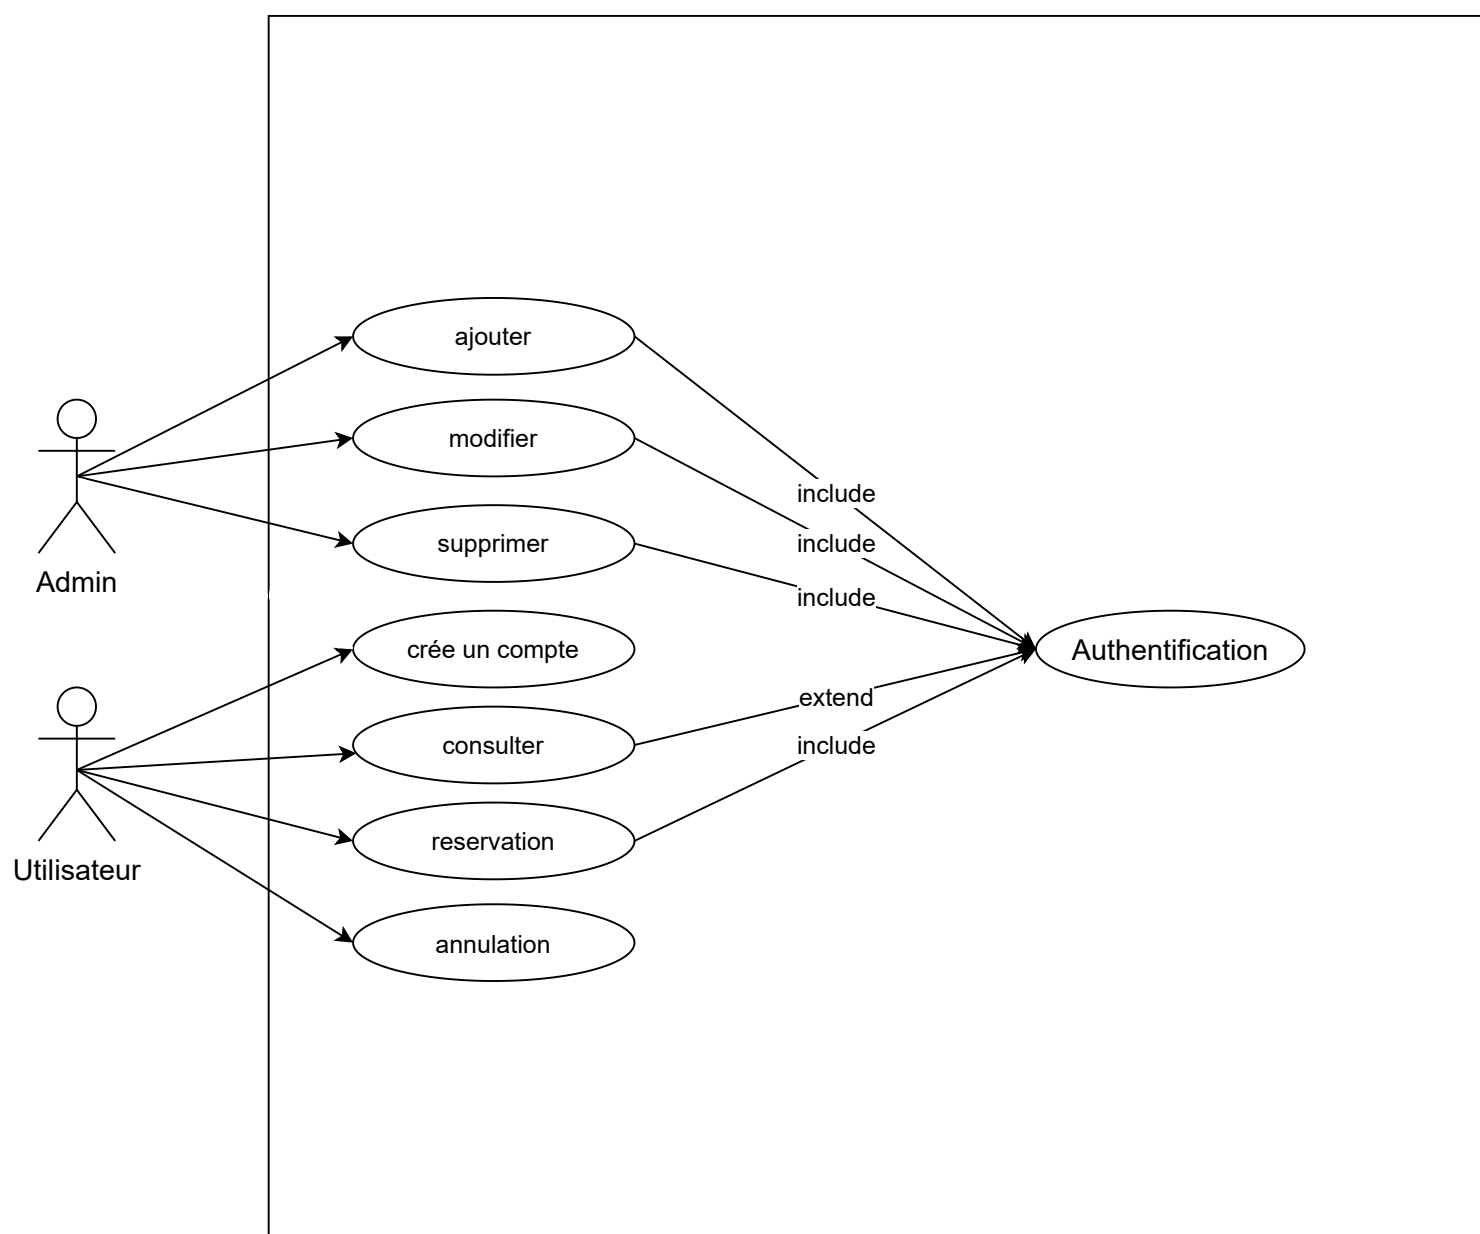 ajouter
modifier
include
supprimer
include
Admin
include
crée un compte
Authentification
consulter
extend
include
reservation
Utilisateur
annulation